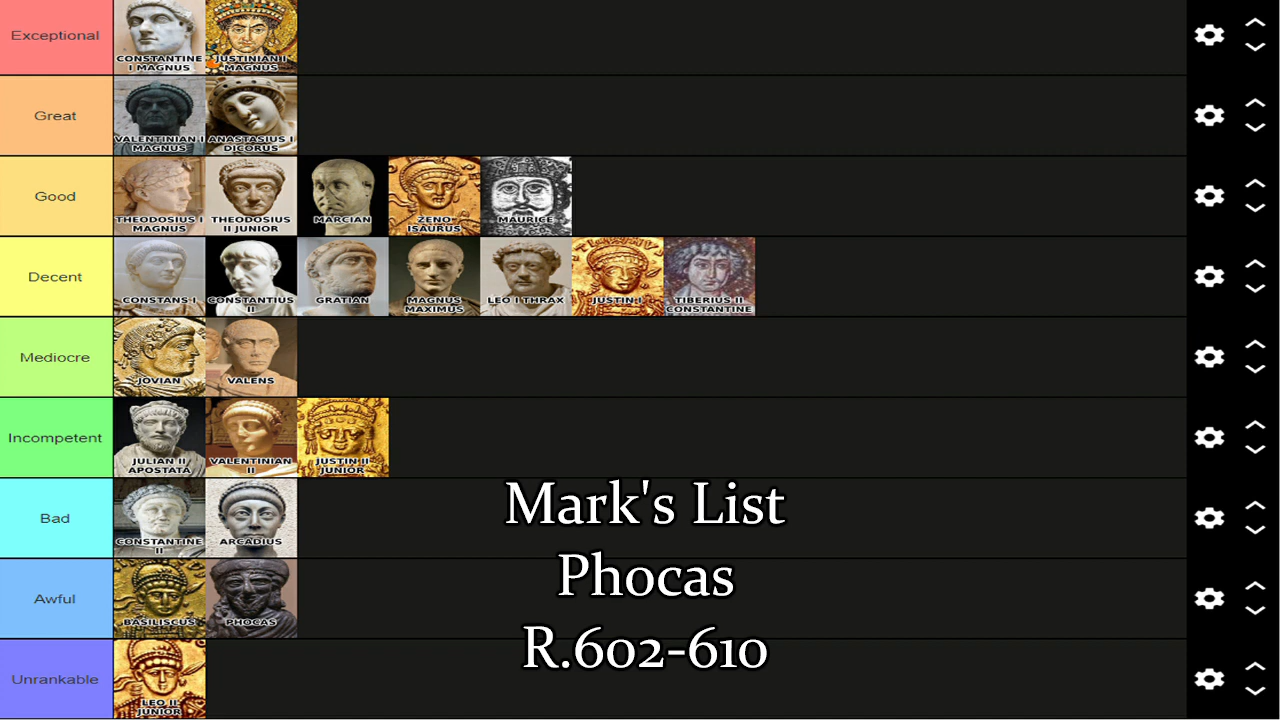 Exceptional
CONSTANTINE
I MAGNUS
JUSTINIAN I
MAGNUS
Great
VALENTINIAN I
MAGNUS
ANASTASIUS I
DICORUS
Good
THEODOSIUS I
MAGNUS
THEODOSIUS
II JUNIOR
MARCIAN
ZENO
ISAURUS
MAURICE
Decent
CONSTANS I
CONSTANTIUS
II
GRATIAN
MAGNUS
MAXIMUS
LEO I THRAX
JUSTIN I
TIBERIUS II
CONSTANTINE
Mediocre
JOVIAN
VALENS
Incompetent
JULIAN II
APOSTATA
VALENTINIAN
II
JUSTIN II
JUNIOR
Bad
CONSTANTINE
II
ARCADIUS
Awful
BASILISCUS
PHOCAS
Unrankable
LEO II
JUNIOR
Mark's List
Phocas
R.602-610